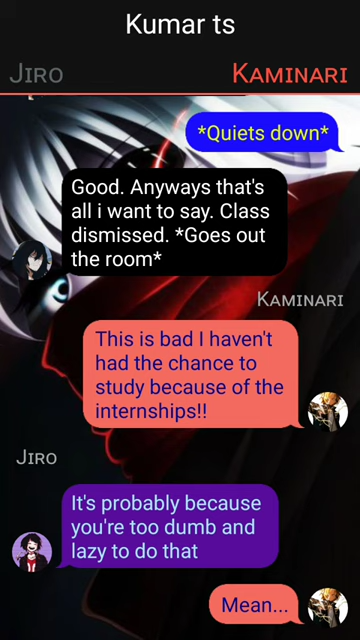 Kumar ts
JIRO
KAMINARI
*Quiets down*
Good. Anyways that's
all i want to say. Class
dismissed. *Goes out
the room*
KAMINARI
This is bad I haven't
had the chance to
study because of the
internships!!
JIRO
It's probably because
you're too dumb and
lazy to do that
Mean...